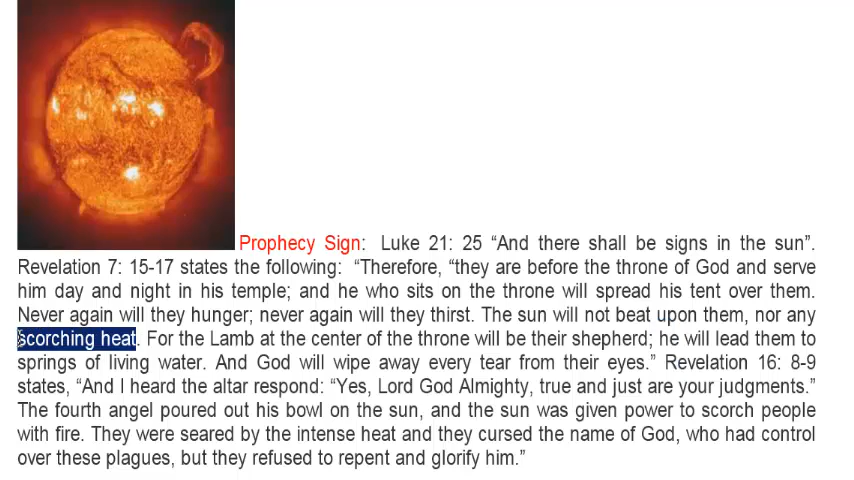 Prophecy Sign:  Luke 21: 25 “And there shall be signs in the sun”.
Revelation 7: 15-17 states the following:  “Therefore, “they are before the throne of God and serve
him day and night in his temple; and he who sits on the throne will spread his tent over them.
Never again will they hunger; never again will they thirst. The sun will not beat upon them, nor any
scorching heat. For the Lamb at the center of the throne will be their shepherd; he will lead them to
springs of living water. And God will wipe away every tear from their eyes.” Revelation 16: 8-9
states, “And I heard the altar respond: “Yes, Lord God Almighty, true and just are your judgments.”
The fourth angel poured out his bowl on the sun, and the sun was given power to scorch people
with fire. They were seared by the intense heat and they cursed the name of God, who had control
over these plagues, but they refused to repent and glorify him.”